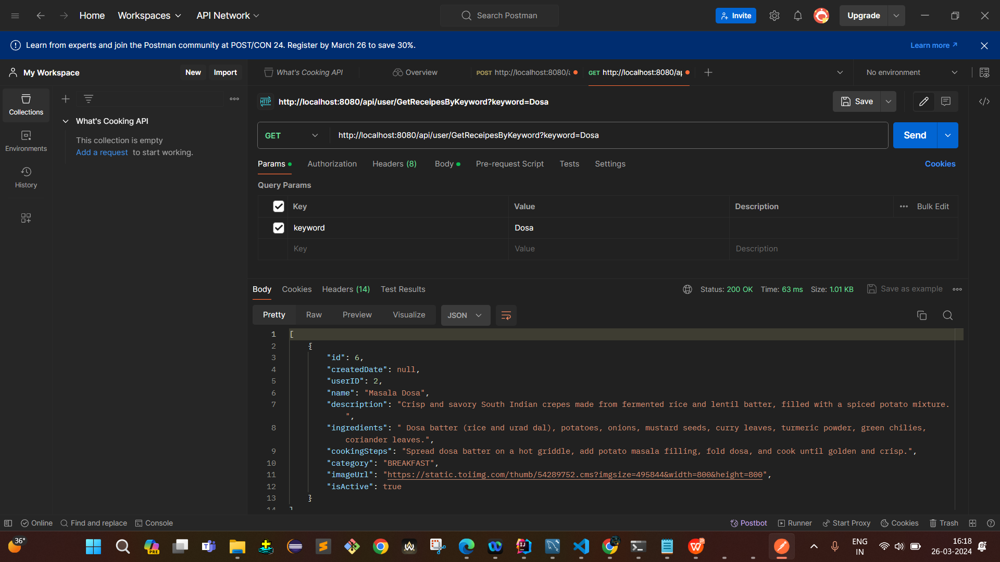 Home
Workspaces
API Network
Search Postman
Invite
Upgrade
Learn from experts and join the Postman community at POST/CON 24. Register by March 26 to save 30%.
Learn more
My Workspace
New
Import
What's Cooking API
Overview
POST http://localhost:8080/a
GET http://localhost:8080/ap
No environment
Collections
Environments
History
What's Cooking API
This collection is empty
Add a request to start working.
HTTP
http://localhost:8080/api/user/GetReceipesByKeyword?keyword=Dosa
Save
GET
http://localhost:8080/api/user/GetReceipesByKeyword?keyword=Dosa
Send
Params
Authorization
Headers (8)
Body
Pre-request Script
Tests
Settings
Cookies
Query Params
Key
Value
Description
Bulk Edit
keyword
Dosa
Key
Value
Description
Body
Cookies
Headers (14)
Test Results
Status: 200 OK
Time: 63 ms
Size: 1.01 KB
Save as example
Pretty
Raw
Preview
Visualize
JSON
1 [
2 {
3 "id": 6,
4 "createdDate": null,
5 "userID": 2,
6 "name": "Masala Dosa",
7 "description": "Crisp and savory South Indian crepes made from fermented rice and lentil batter, filled with a spiced potato mixture.
",
8 "ingredients": " Dosa batter (rice and urad dal), potatoes, onions, mustard seeds, curry leaves, turmeric powder, green chilies,
coriander leaves.",
9 "cookingSteps": "Spread dosa batter on a hot griddle, add potato masala filling, fold dosa, and cook until golden and crisp.",
10 "category": "BREAKFAST",
11 "imageUrl": "https://static.toiimg.com/thumb/54289752.cms?imgsize=495844&width=800&height=800",
12 "isActive": true
13 }
14 ]
Online
Find and replace
Console
Postbot
Runner
Start Proxy
Cookies
Trash
36°
PRE
ENG
IN
16:18
26-03-2024